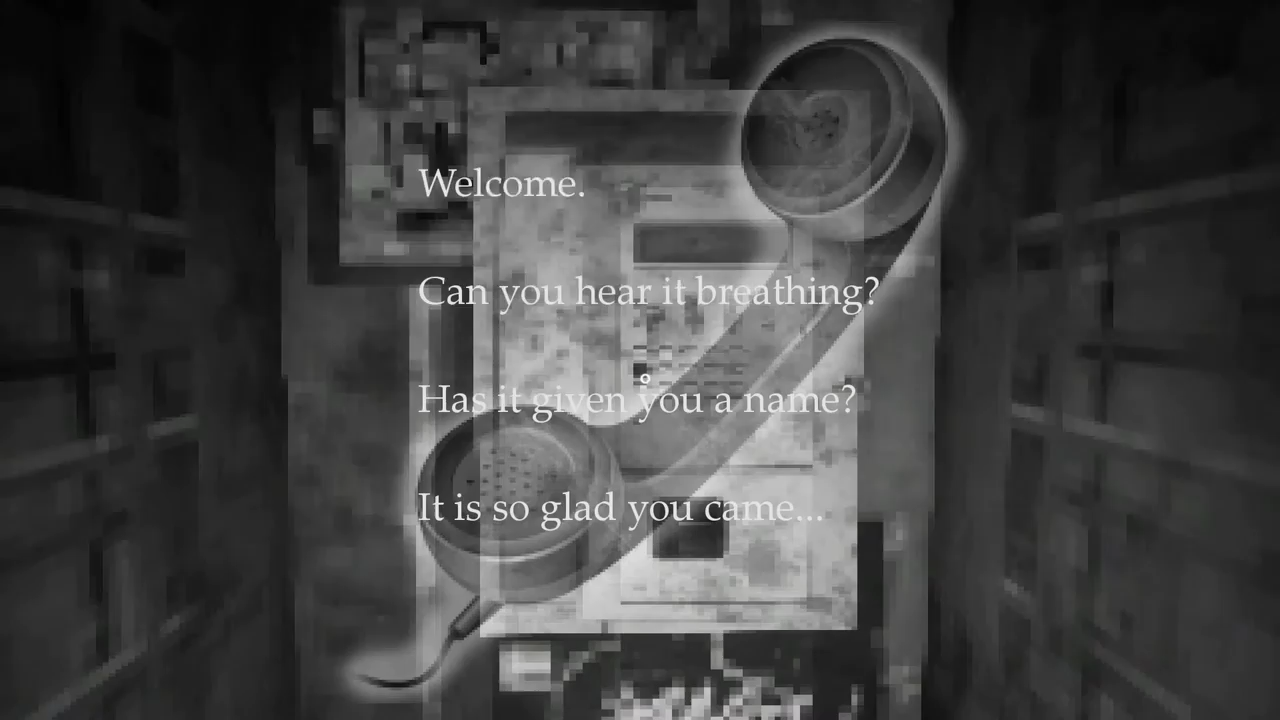 Welcome.
Can you hear it breathing?
Has it given you a name?
It is so glad you came...